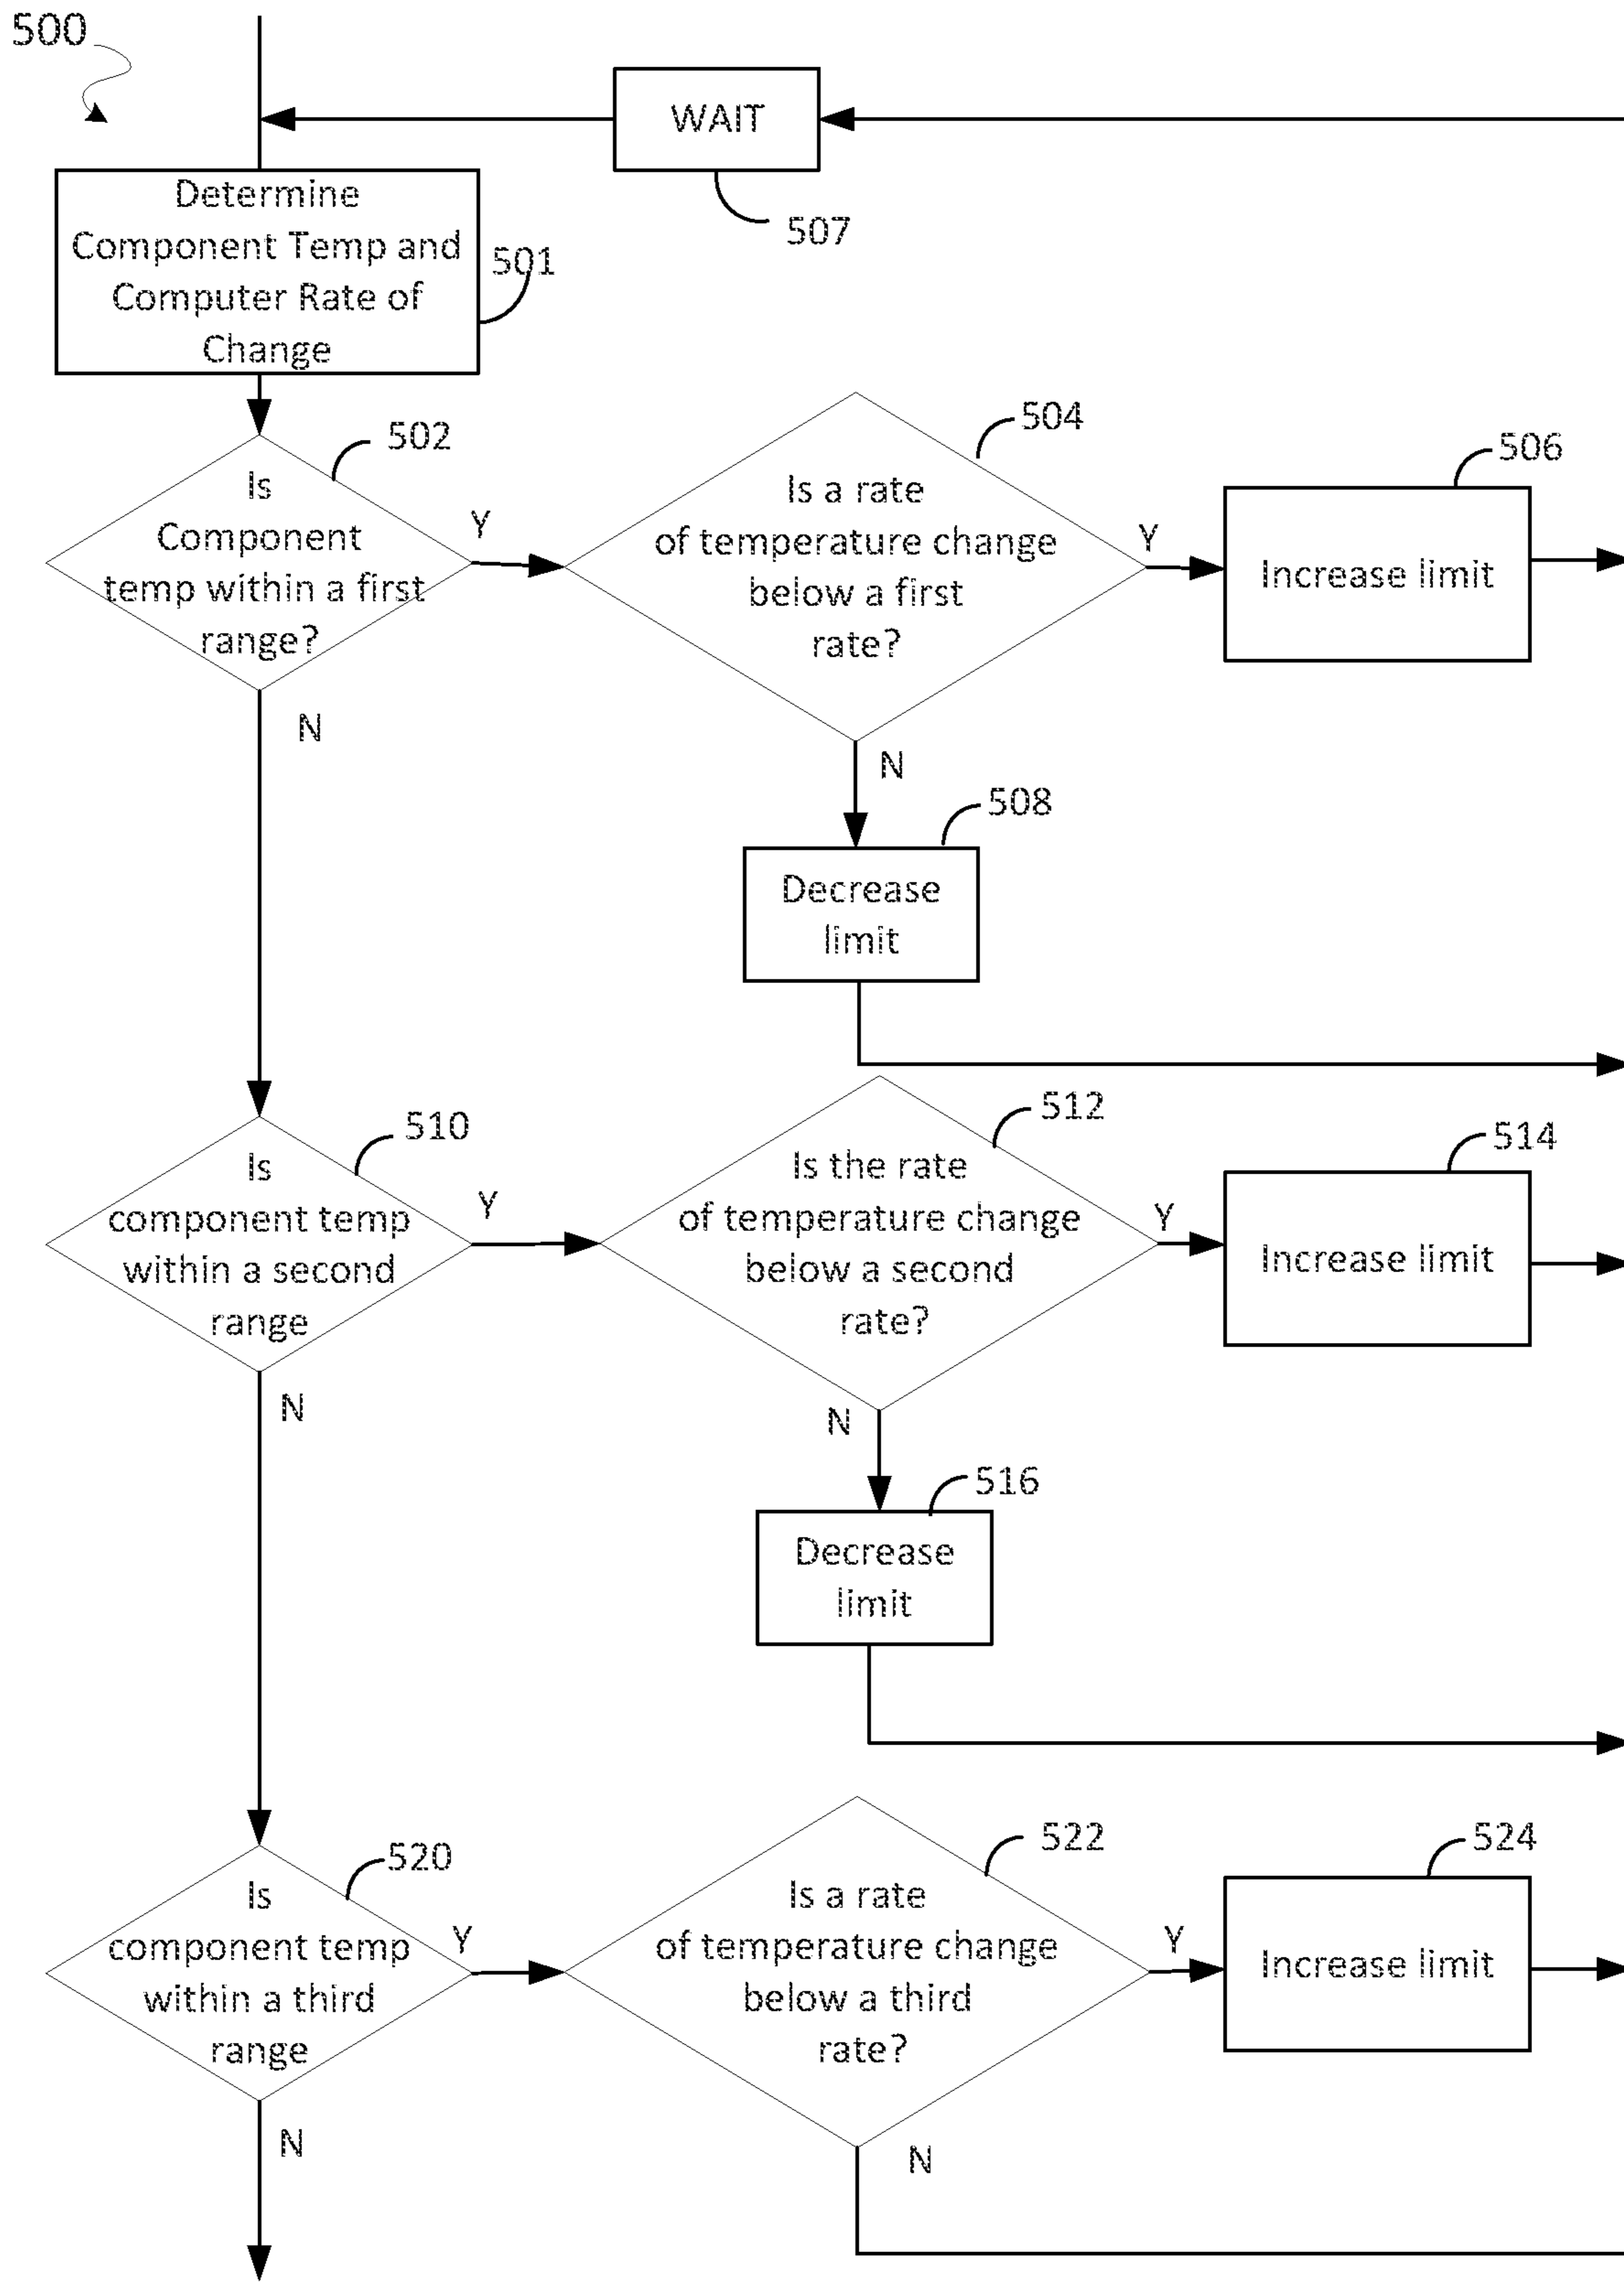 500
WAIT
507
Determine
Component Temp and
Computer Rate of
Change
501
502
Is
Component
temp within a first
range?
Y
N
504
Is a rate
of temperature change
below a first
rate?
Y
N
506
Increase limit
508
Decrease
limit
510
Is
component temp
within a second
range
Y
N
512
Is the rate
of temperature change
below a second
rate?
Y
N
514
Increase limit
516
Decrease
limit
520
Is
component temp
within a third
range
Y
N
522
Is a rate
of temperature change
below a third
rate?
Y
N
524
Increase limit